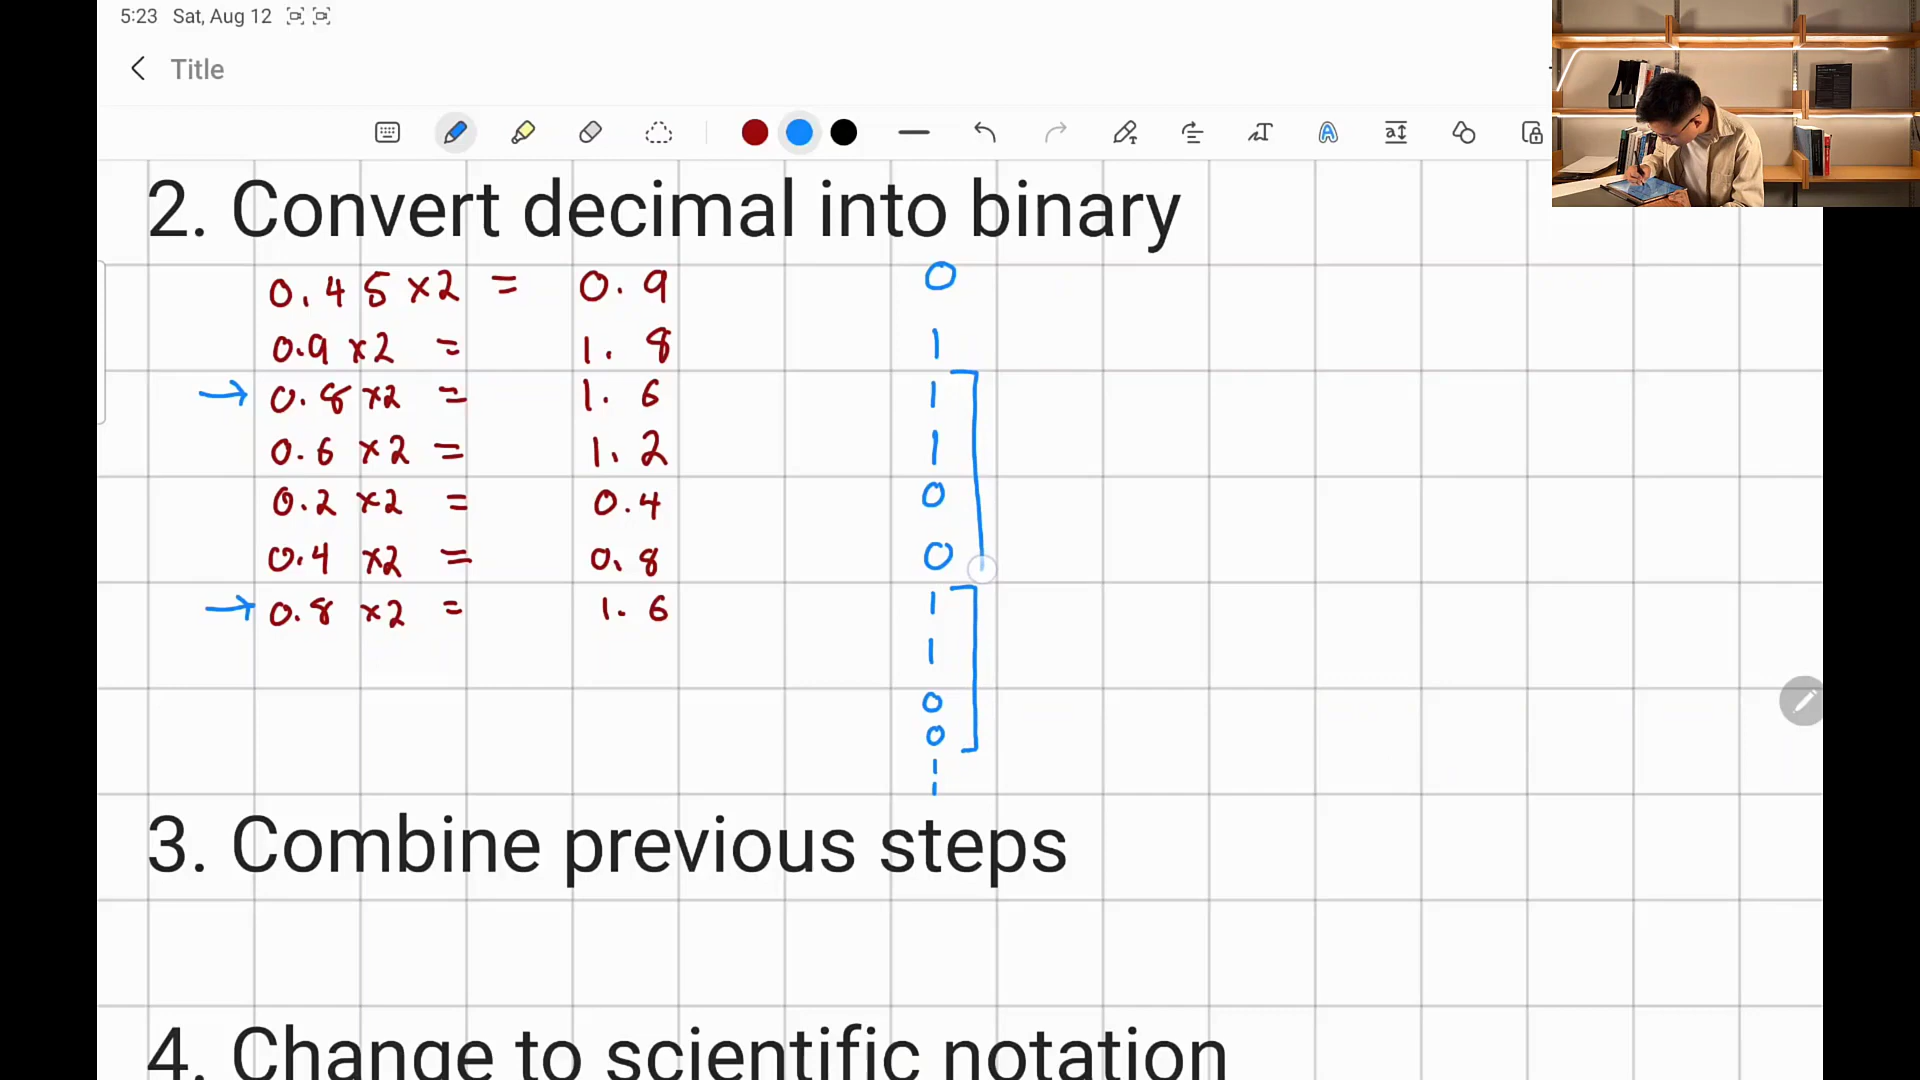 5:23 Sat, Aug 12
Title
2. Convert decimal into binary
0.45 x2 = 0.9 0
0.9 x2 = 1.8 1
→ 0.8 x2 = 1.6 1
0.6 x2 = 1.2 1
0.2 x2 = 0.4 0
0.4 x2 = 0.8 0
→ 0.8 x2 = 1.6 1
1
0
0
3. Combine previous steps
4. Change to scientific notation